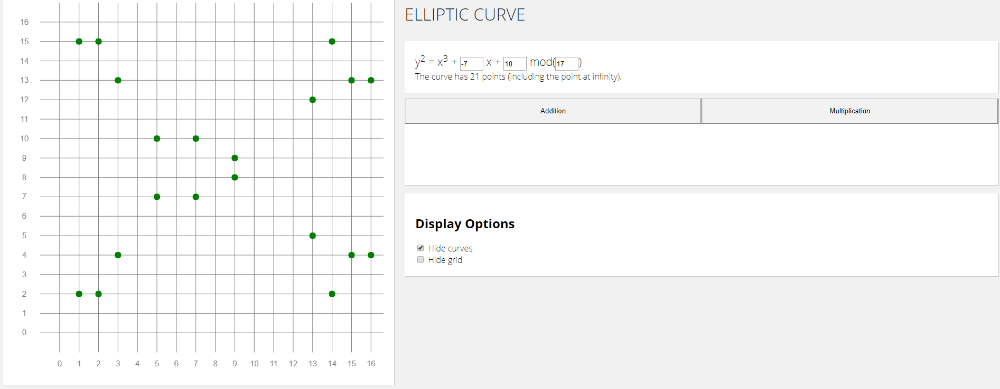 16
15
14
13
12
11
10
9
8
7
6
5
4
3
2
1
0
0 1 2 3 4 5 6 7 8 9 10 11 12 13 14 15 16
ELLIPTIC CURVE
y² = x³ + -7 x + 10 mod(17)
The curve has 21 points (including the point at infinity).
Addition Multiplication
Display Options
Hide curves
Hide grid